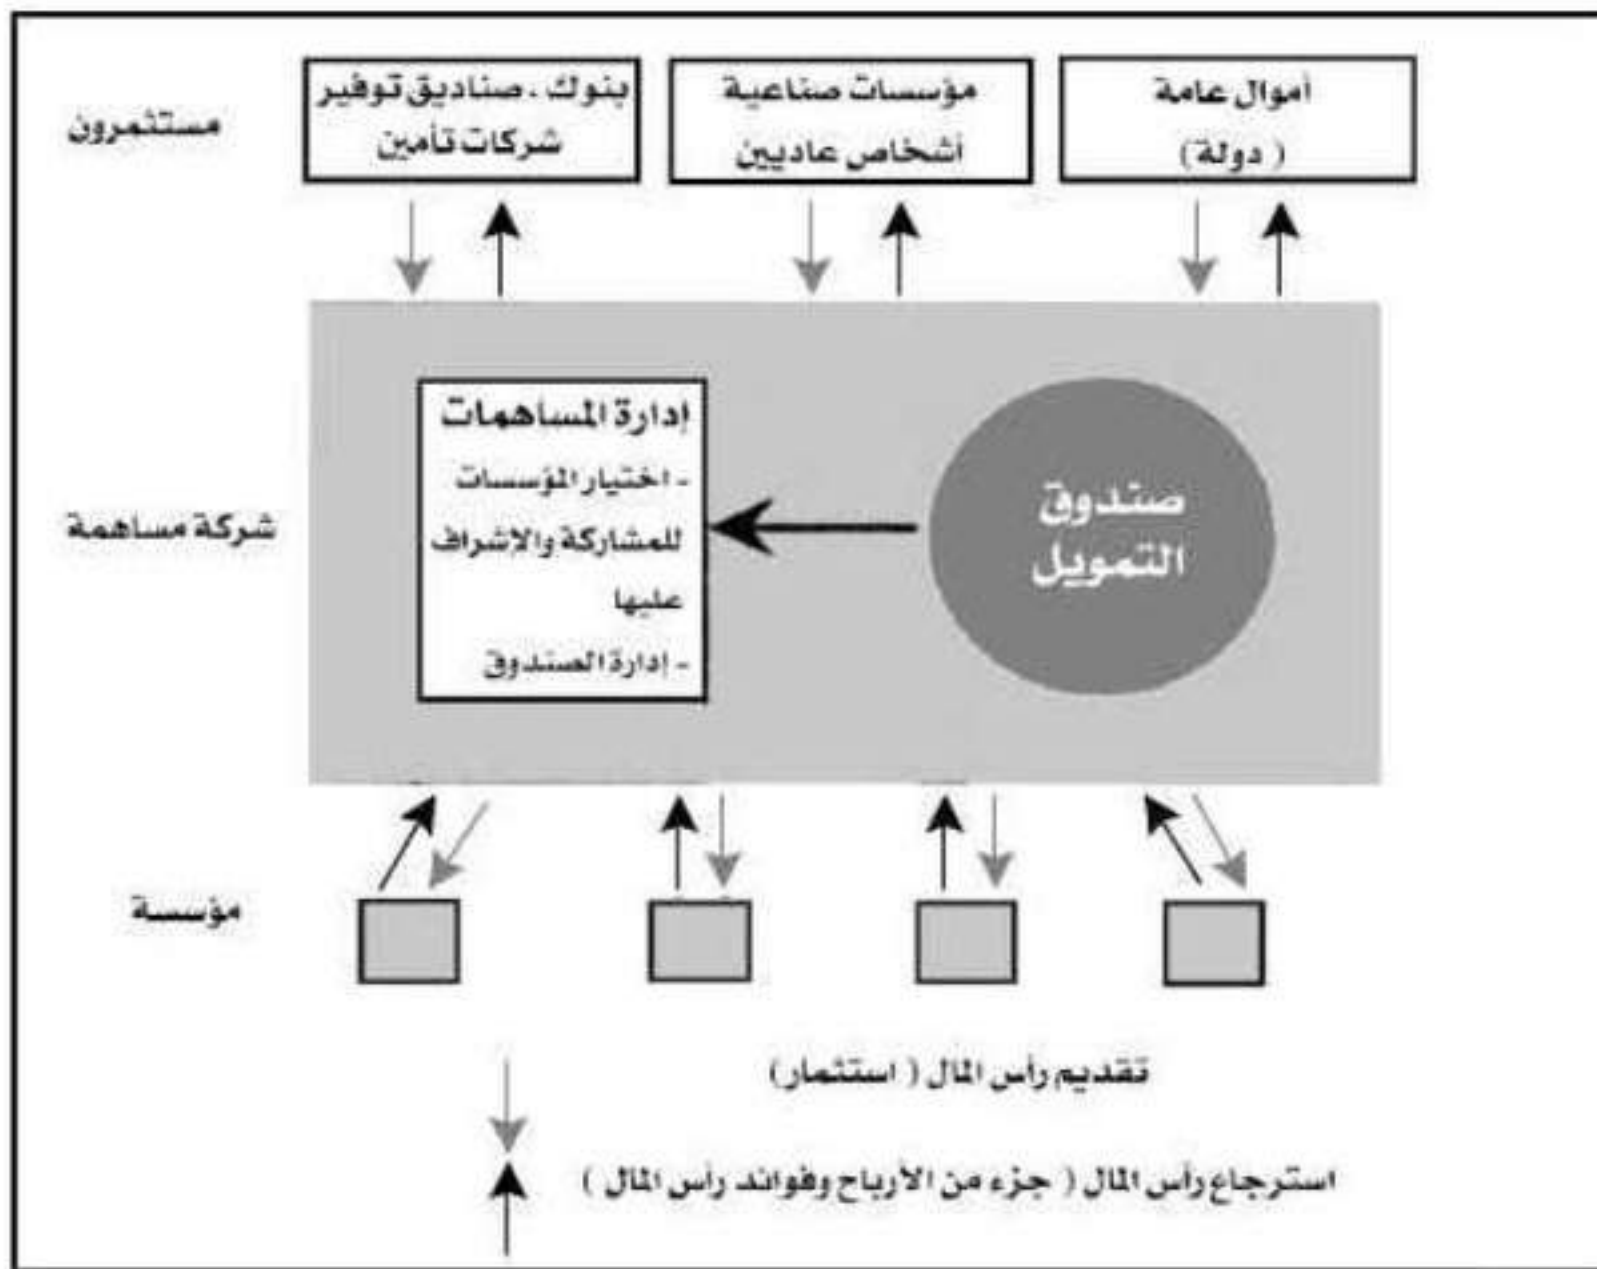 أموال عامة
( دولة)
مؤسسات صناعية
أشخاص عاديين
بنوك - صناديق توفير
شركات تأمين
مستثمرون
صندوق
التمويل
إدارة المساهمات
- اختيار المؤسسات
للمشاركة والإشراف
عليها
- إدارة الصندوق
شركة مساهمة
مؤسسة
تقديم رأس المال ( استثمار)
استرجاع رأس المال ( جزء من الأرباح وفوائد رأس المال )